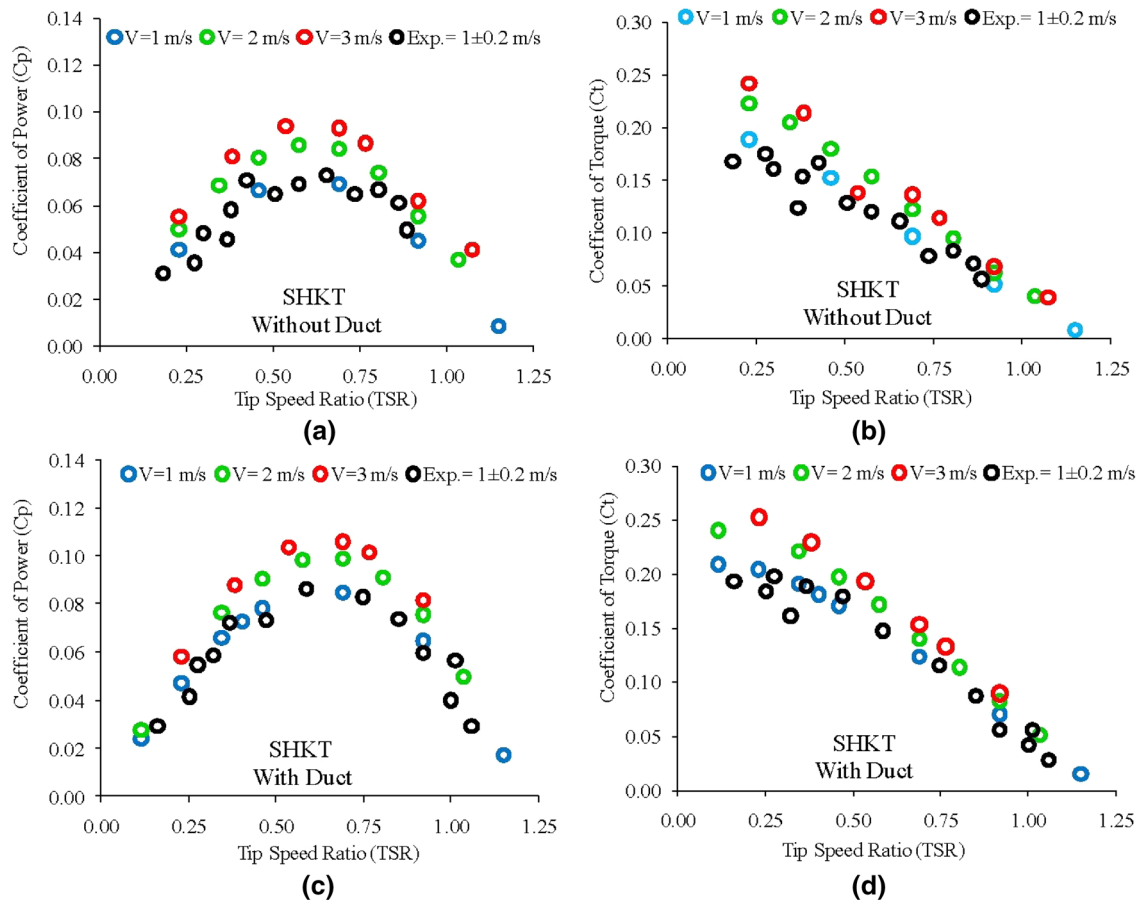 V=1 m/s V= 2 m/s V=3 m/s Exp.= 1±0.2 m/s
Coefficient of Power (Cp)
0.14
0.12
0.10
0.08
0.06
0.04
0.02
0.00
SHKT
Without Duct
0.00 0.25 0.50 0.75 1.00 1.25
Tip Speed Ratio (TSR)
(a)
V=1 m/s V= 2 m/s V=3 m/s Exp.= 1±0.2 m/s
Coefficient of Torque (Ct)
0.30
0.25
0.20
0.15
0.10
0.05
0.00
SHKT
Without Duct
0.00 0.25 0.50 0.75 1.00 1.25
Tip Speed Ratio (TSR)
(b)
V=1 m/s V= 2 m/s V=3 m/s Exp.= 1±0.2 m/s
Coefficient of Power (Cp)
0.14
0.12
0.10
0.08
0.06
0.04
0.02
0.00
SHKT
With Duct
0.00 0.25 0.50 0.75 1.00 1.25
Tip Speed Ratio (TSR)
(c)
V=1 m/s V= 2 m/s V=3 m/s Exp.= 1±0.2 m/s
Coefficient of Torque (Ct)
0.30
0.25
0.20
0.15
0.10
0.05
0.00
SHKT
With Duct
0.00 0.25 0.50 0.75 1.00 1.25
Tip Speed Ratio (TSR)
(d)